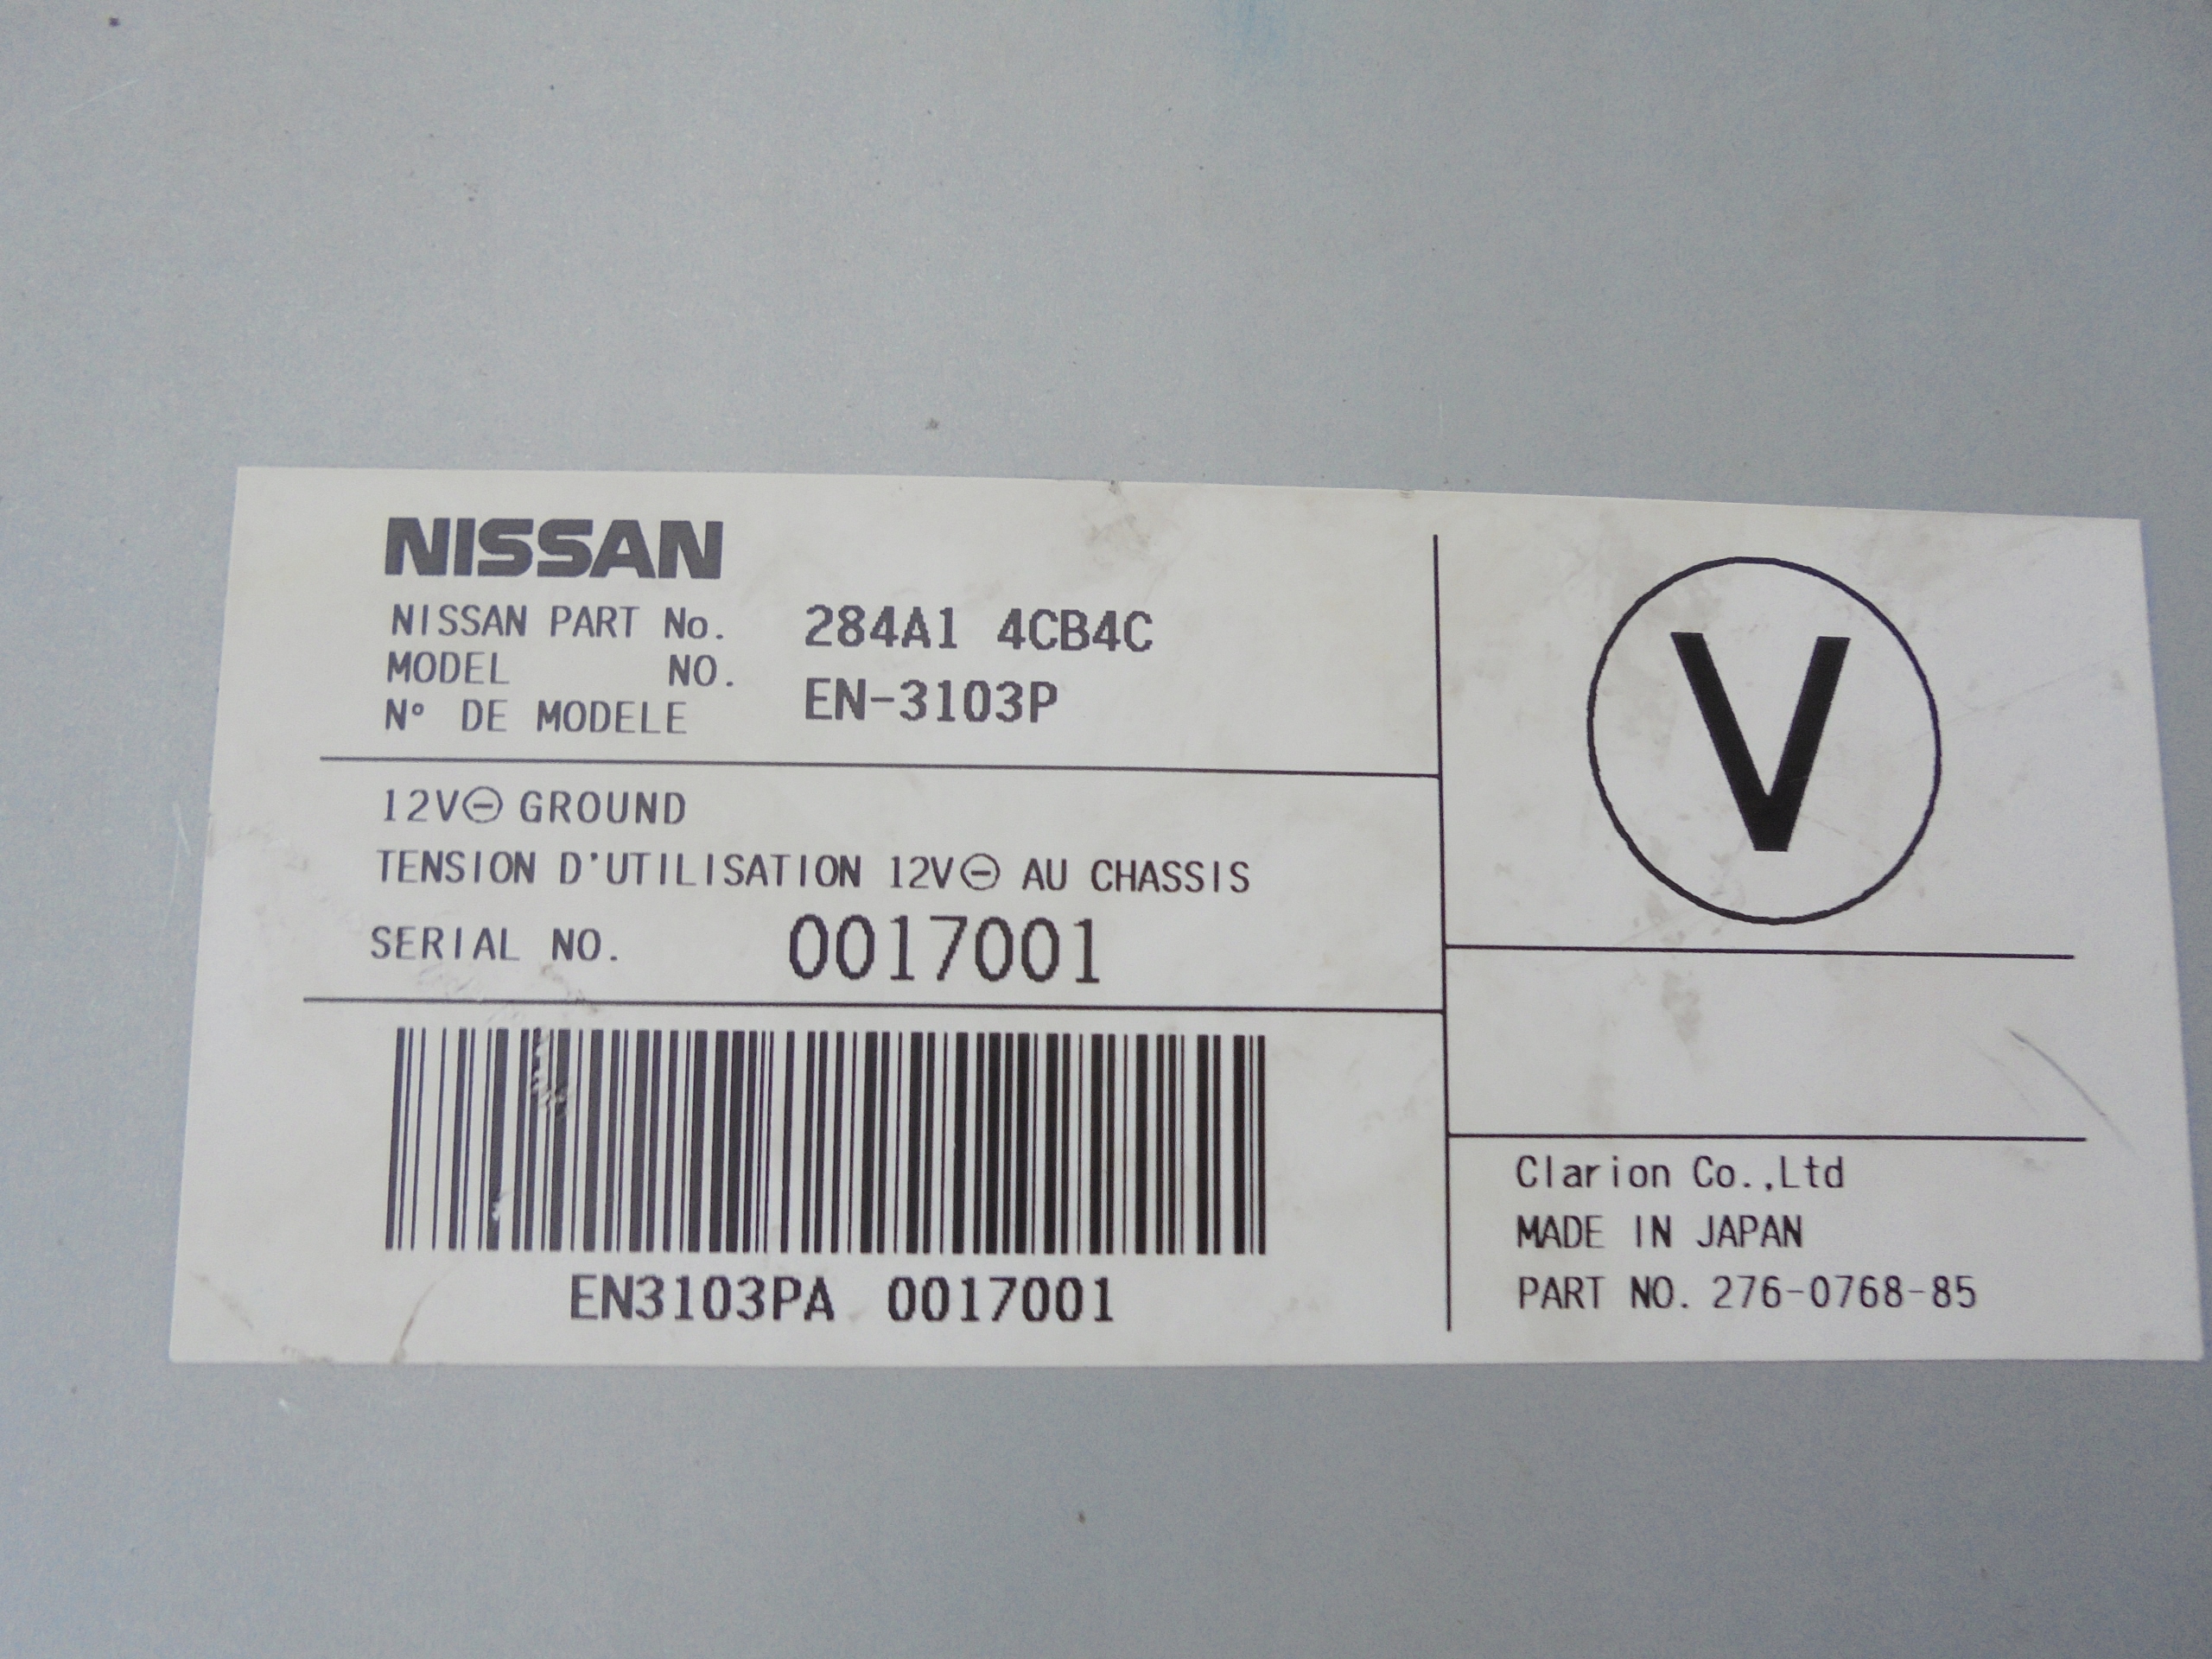 NISSAN
NISSAN PART No. 284A1 4CB4C
MODEL NO. EN-3103P
N° DE MODELE
12V⊖ GROUND
TENSION D'UTILISATION 12V⊖ AU CHASSIS
SERIAL NO. 0017001
EN3103PA 0017001
V
Clarion Co.,Ltd
MADE IN JAPAN
PART NO. 276-0768-85